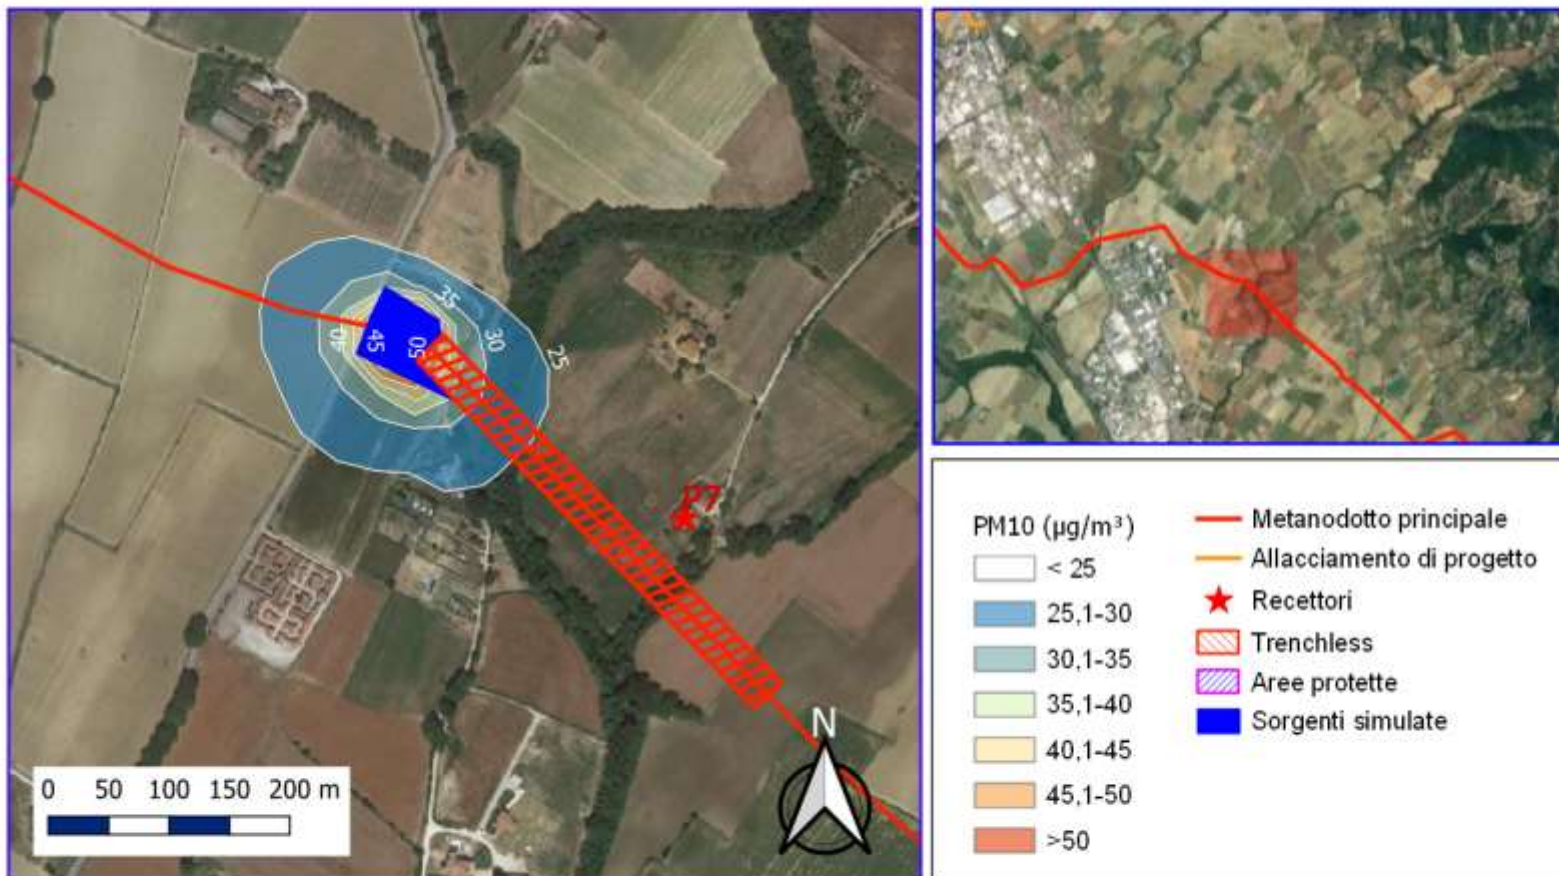 35
30
25
40
45
50
P7
N
0 50 100 150 200 m
PM10 (µg/m³)
< 25
25,1-30
30,1-35
35,1-40
40,1-45
45,1-50
>50
Metanodotto principale
Allacciamento di progetto
Recettori
Trenchless
Aree protette
Sorgenti simulate